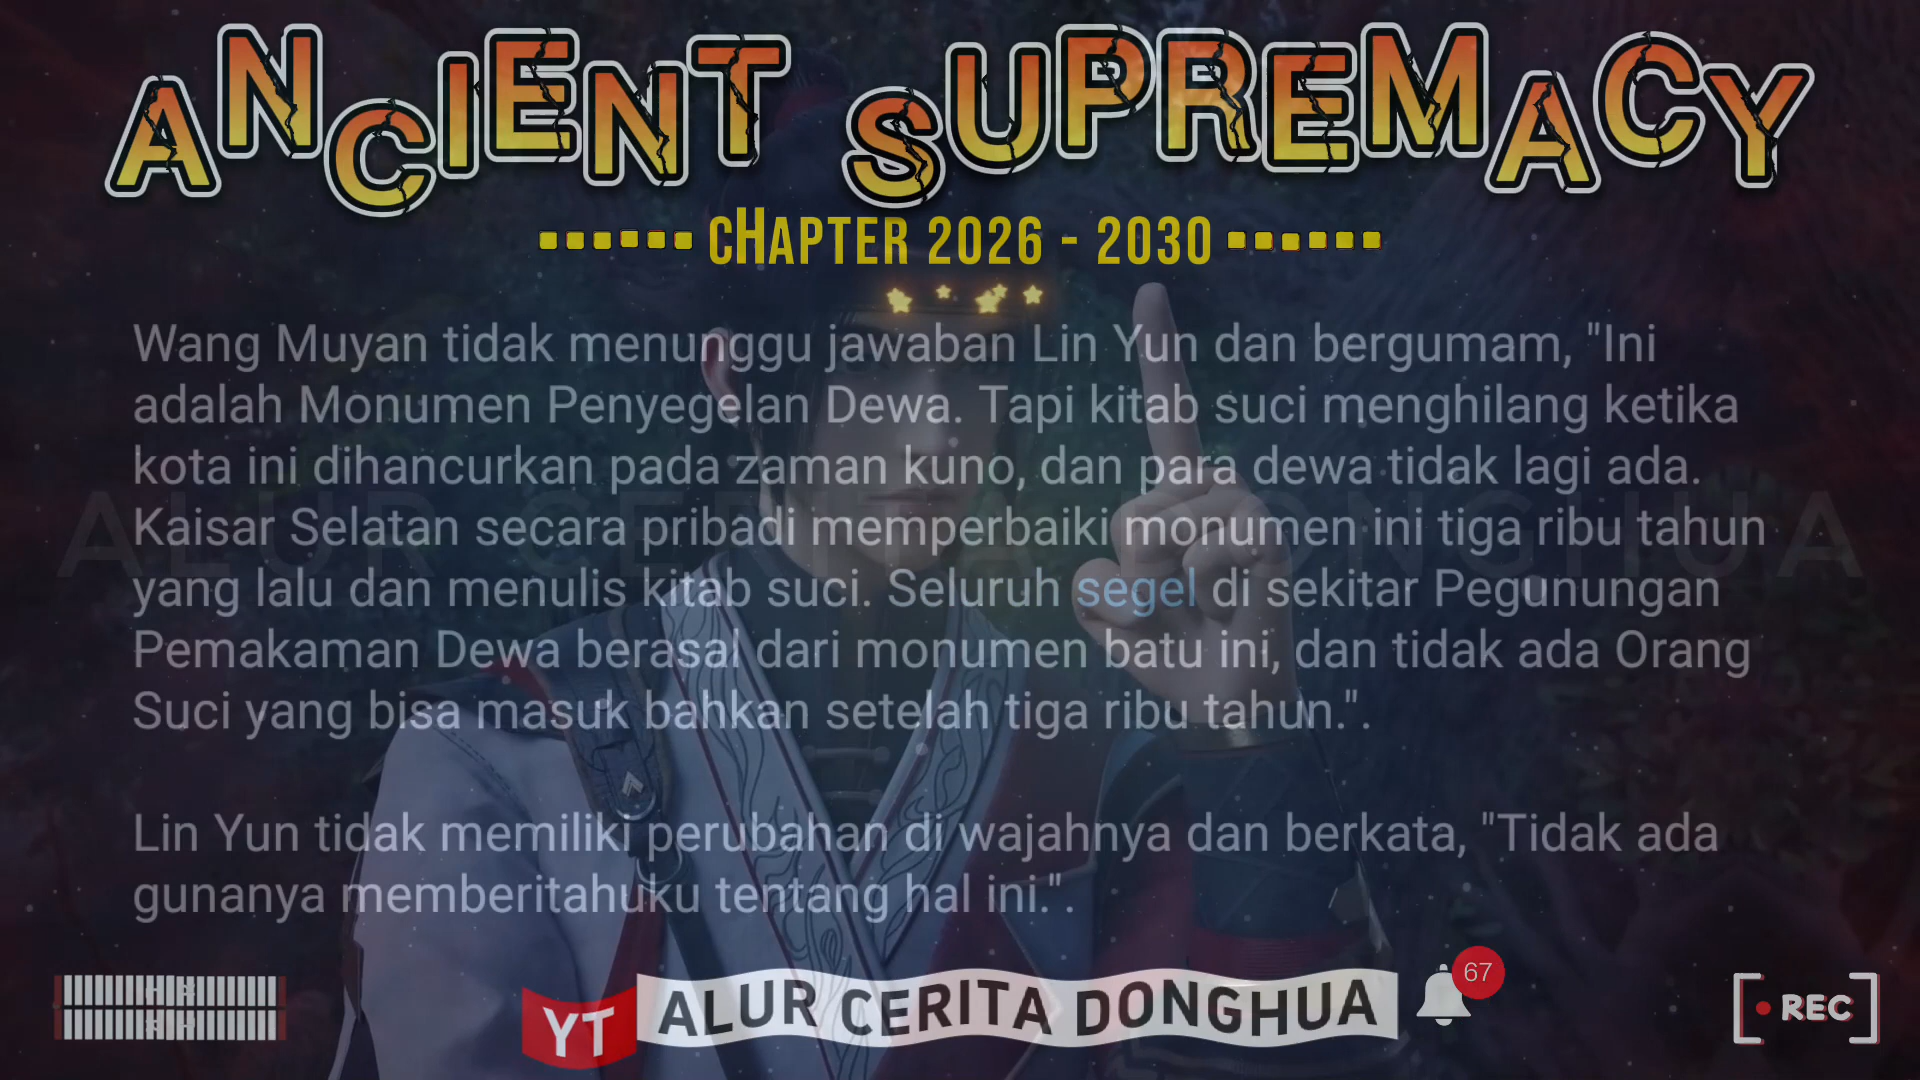 ANCIENT SUPREMACY
CHAPTER 2026 - 2030
Wang Muyan tidak menunggu jawaban Lin Yun dan bergumam, "Ini
adalah Monumen Penyegelan Dewa. Tapi kitab suci menghilang ketika
kota ini dihancurkan pada zaman kuno, dan para dewa tidak lagi ada.
Kaisar Selatan secara pribadi memperbaiki monumen ini tiga ribu tahun
yang lalu dan menulis kitab suci. Seluruh segel di sekitar Pegunungan
Pemakaman Dewa berasal dari monumen batu ini, dan tidak ada Orang
Suci yang bisa masuk bahkan setelah tiga ribu tahun.".
Lin Yun tidak memiliki perubahan di wajahnya dan berkata, "Tidak ada
gunanya memberitahuku tentang hal ini.".
ALUR CERITA DONGHUA
YT ALUR CERITA DONGHUA 67
REC